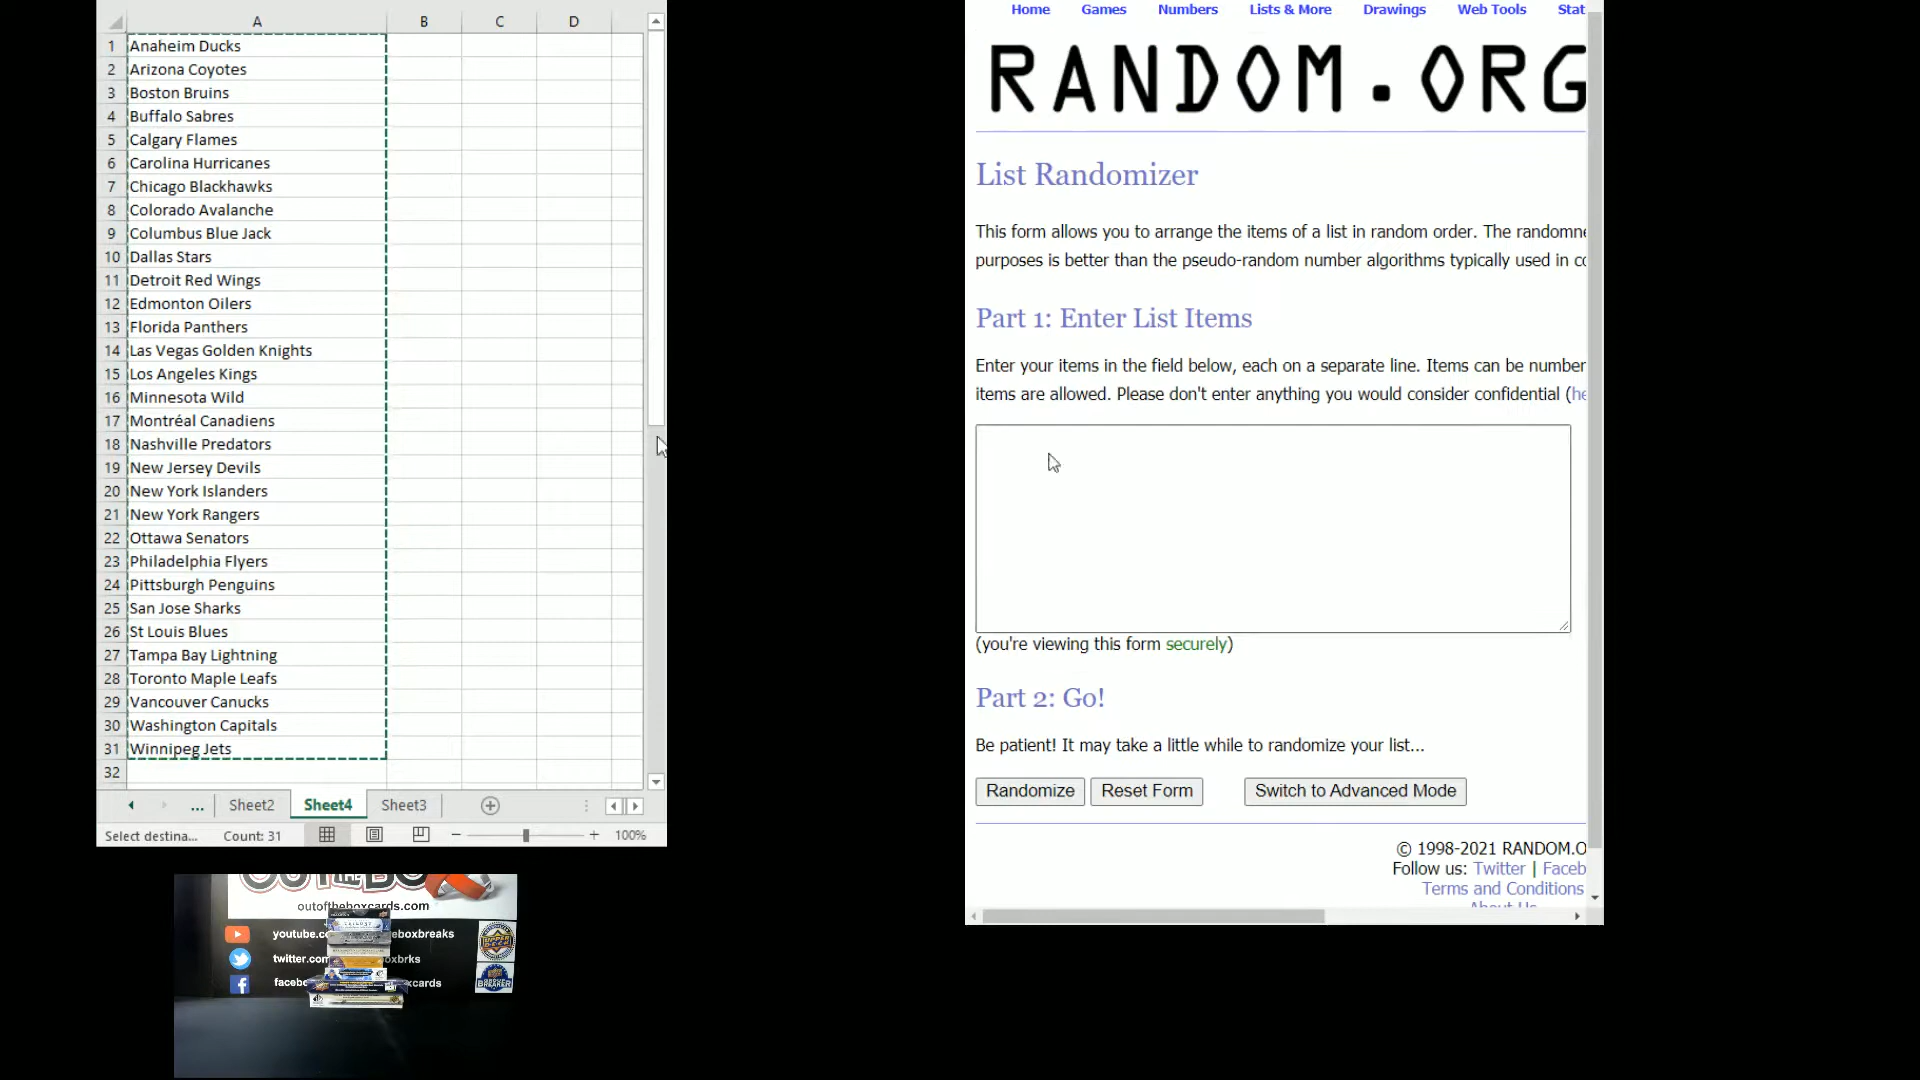 A B C D
1 Anaheim Ducks
2 Arizona Coyotes
3 Boston Bruins
4 Buffalo Sabres
5 Calgary Flames
6 Carolina Hurricanes
7 Chicago Blackhawks
8 Colorado Avalanche
9 Columbus Blue Jack
10 Dallas Stars
11 Detroit Red Wings
12 Edmonton Oilers
13 Florida Panthers
14 Las Vegas Golden Knights
15 Los Angeles Kings
16 Minnesota Wild
17 Montréal Canadiens
18 Nashville Predators
19 New Jersey Devils
20 New York Islanders
21 New York Rangers
22 Ottawa Senators
23 Philadelphia Flyers
24 Pittsburgh Penguins
25 San Jose Sharks
26 St Louis Blues
27 Tampa Bay Lightning
28 Toronto Maple Leafs
29 Vancouver Canucks
30 Washington Capitals
31 Winnipeg Jets
32
... Sheet2 Sheet4 Sheet3
Select destina... Count: 31 100%
outoftheboxcards.com
youtube.co eboxbreaks
twitter.com oxbrks
facebo xcards
Home Games Numbers Lists & More Drawings Web Tools Stat
RANDOM.ORG
List Randomizer
This form allows you to arrange the items of a list in random order. The randomne
purposes is better than the pseudo-random number algorithms typically used in co
Part 1: Enter List Items
Enter your items in the field below, each on a separate line. Items can be number
items are allowed. Please don't enter anything you would consider confidential (he
(you're viewing this form securely)
Part 2: Go!
Be patient! It may take a little while to randomize your list...
Randomize Reset Form Switch to Advanced Mode
© 1998-2021 RANDOM.O
Follow us: Twitter | Faceb
Terms and Conditions
About Us